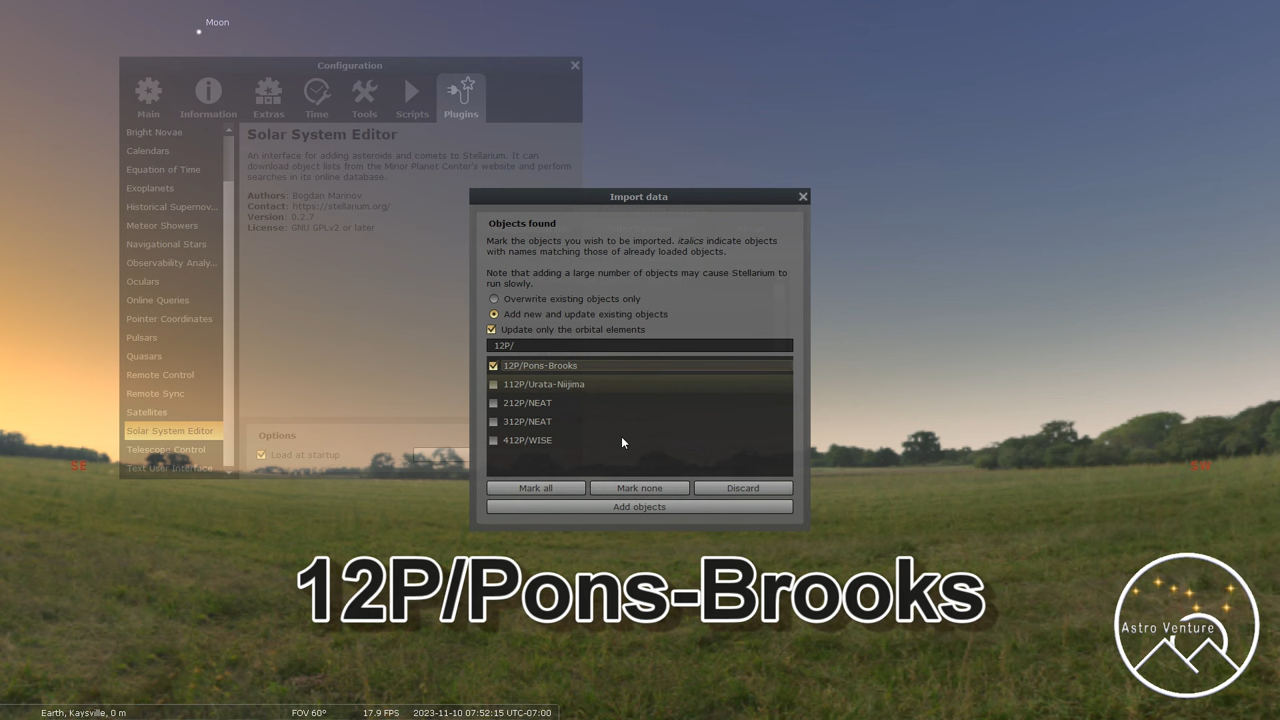 Moon
Configuration
Main
Information
Extras
Time
Tools
Scripts
Plugins
Bright Novae
Calendars
Equation of Time
Exoplanets
Historical Supernov...
Meteor Showers
Navigational Stars
Observability Analy...
Oculars
Online Queries
Pointer Coordinates
Pulsars
Quasars
Remote Control
Remote Sync
Satellites
Solar System Editor
Telescope Control
Text User Interface
Solar System Editor
An interface for adding asteroids and comets to Stellarium. It can
download object lists from the Minor Planet Center's website and perform
searches in its online database.
Authors: Bogdan Marinov
Contact: https://stellarium.org/
Version: 0.2.7
License: GNU GPLv2 or later
Options
Load at startup
Import data
Objects found
Mark the objects you wish to be imported. italics indicate objects
with names matching those of already loaded objects.
Note that adding a large number of objects may cause Stellarium to
run slowly.
Overwrite existing objects only
Add new and update existing objects
Update only the orbital elements
12P/
12P/Pons-Brooks
112P/Urata-Niijima
212P/NEAT
312P/NEAT
412P/WISE
Mark all
Mark none
Discard
Add objects
SE
SW
12P/Pons-Brooks
Astro Venture
Earth, Kaysville, 0 m
FOV 60°
17.9 FPS
2023-11-10 07:52:15 UTC-07:00